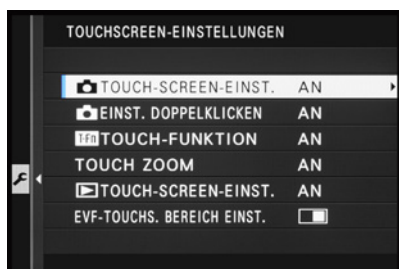 TOUCHSCREEN-EINSTELLUNGEN
TOUCH-SCREEN-EINST. AN
EINST. DOPPELKLICKEN AN
T-Fn TOUCH-FUNKTION AN
TOUCH ZOOM AN
TOUCH-SCREEN-EINST. AN
EVF-TOUCHS. BEREICH EINST.